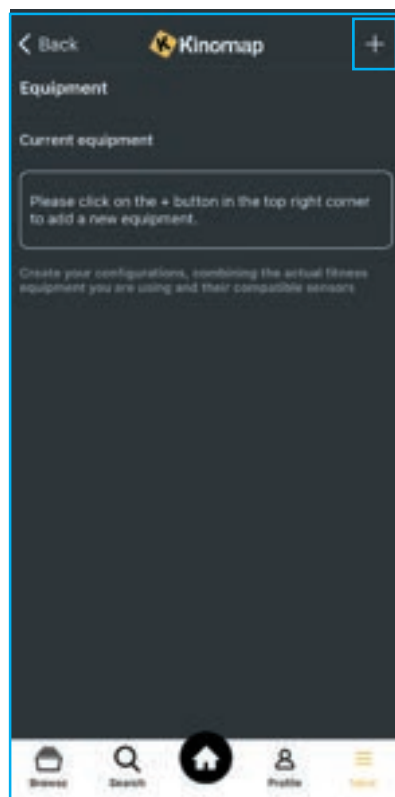 Back
Kinomap
+
Equipment
Current equipment
Please click on the + button in the top right corner
to add a new equipment.
Create your configurations, combining the actual fitness
equipment you are using and their compatible sensors
Browse
Search
Profile